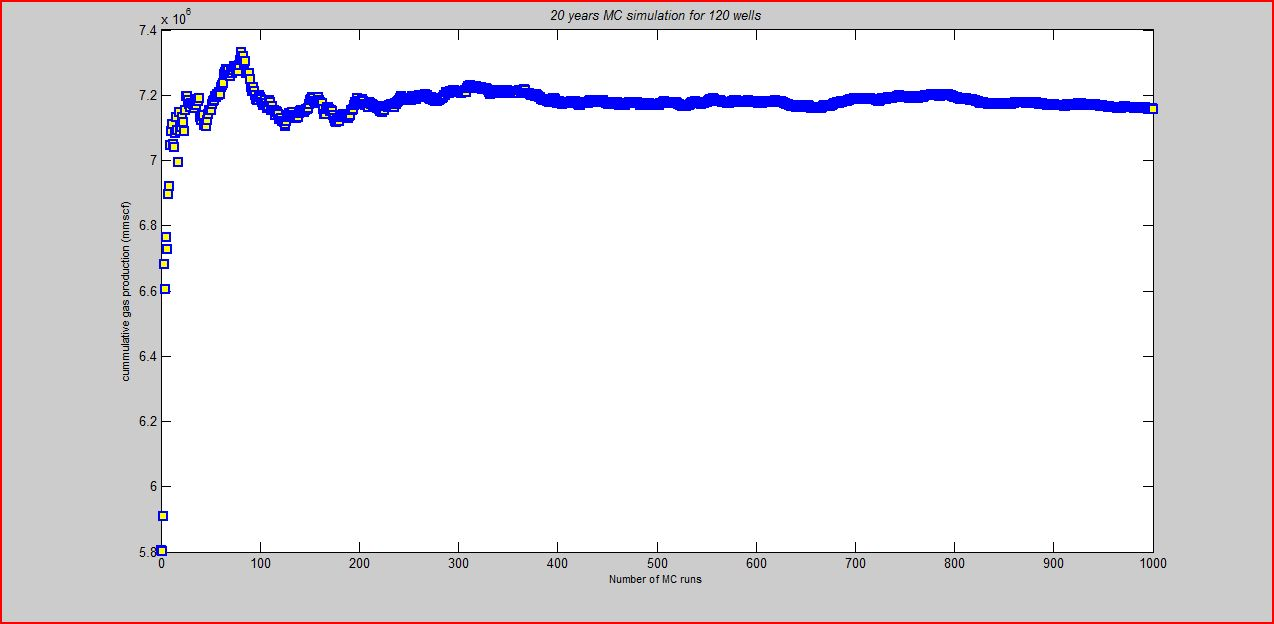 20 years MC simulation for 120 wells
x 10^6
7.4
7.2
7
6.8
6.6
6.4
6.2
6
5.8
cummulative gas production (mmscf)
0 100 200 300 400 500 600 700 800 900 1000
Number of MC runs